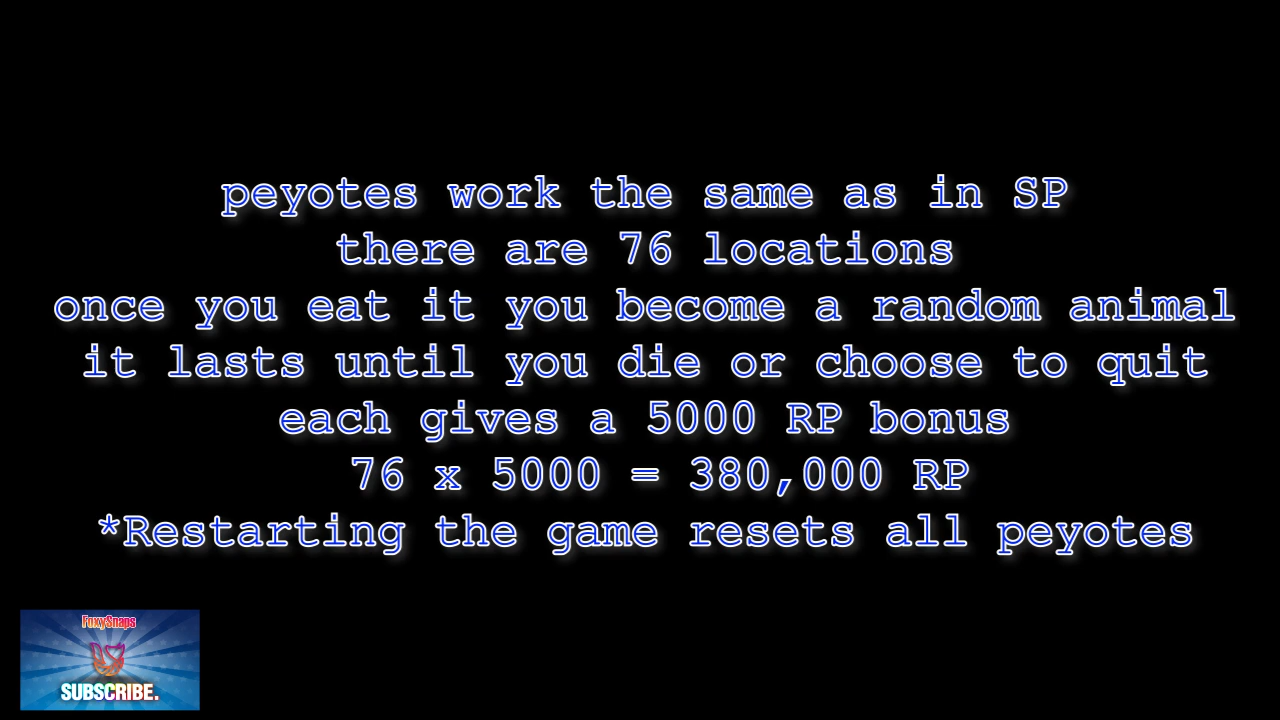 peyotes work the same as in SP
there are 76 locations
once you eat it you become a random animal
it lasts until you die or choose to quit
each gives a 5000 RP bonus
76 x 5000 = 380,000 RP
*Restarting the game resets all peyotes
FoxySnaps
SUBSCRIBE.